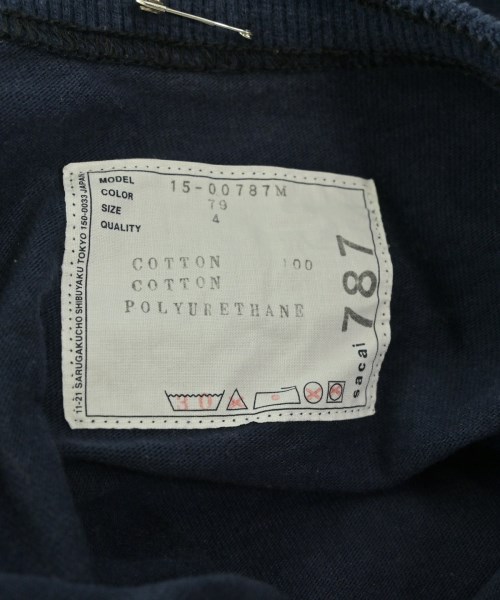 MODEL 15-00787M
COLOR 79
SIZE 4
QUALITY
COTTON 100
COTTON
POLYURETHANE
30
sacai 787
11-21 SARUGAKUCHO SHIBUYAKU TOKYO 150-0033 JAPAN